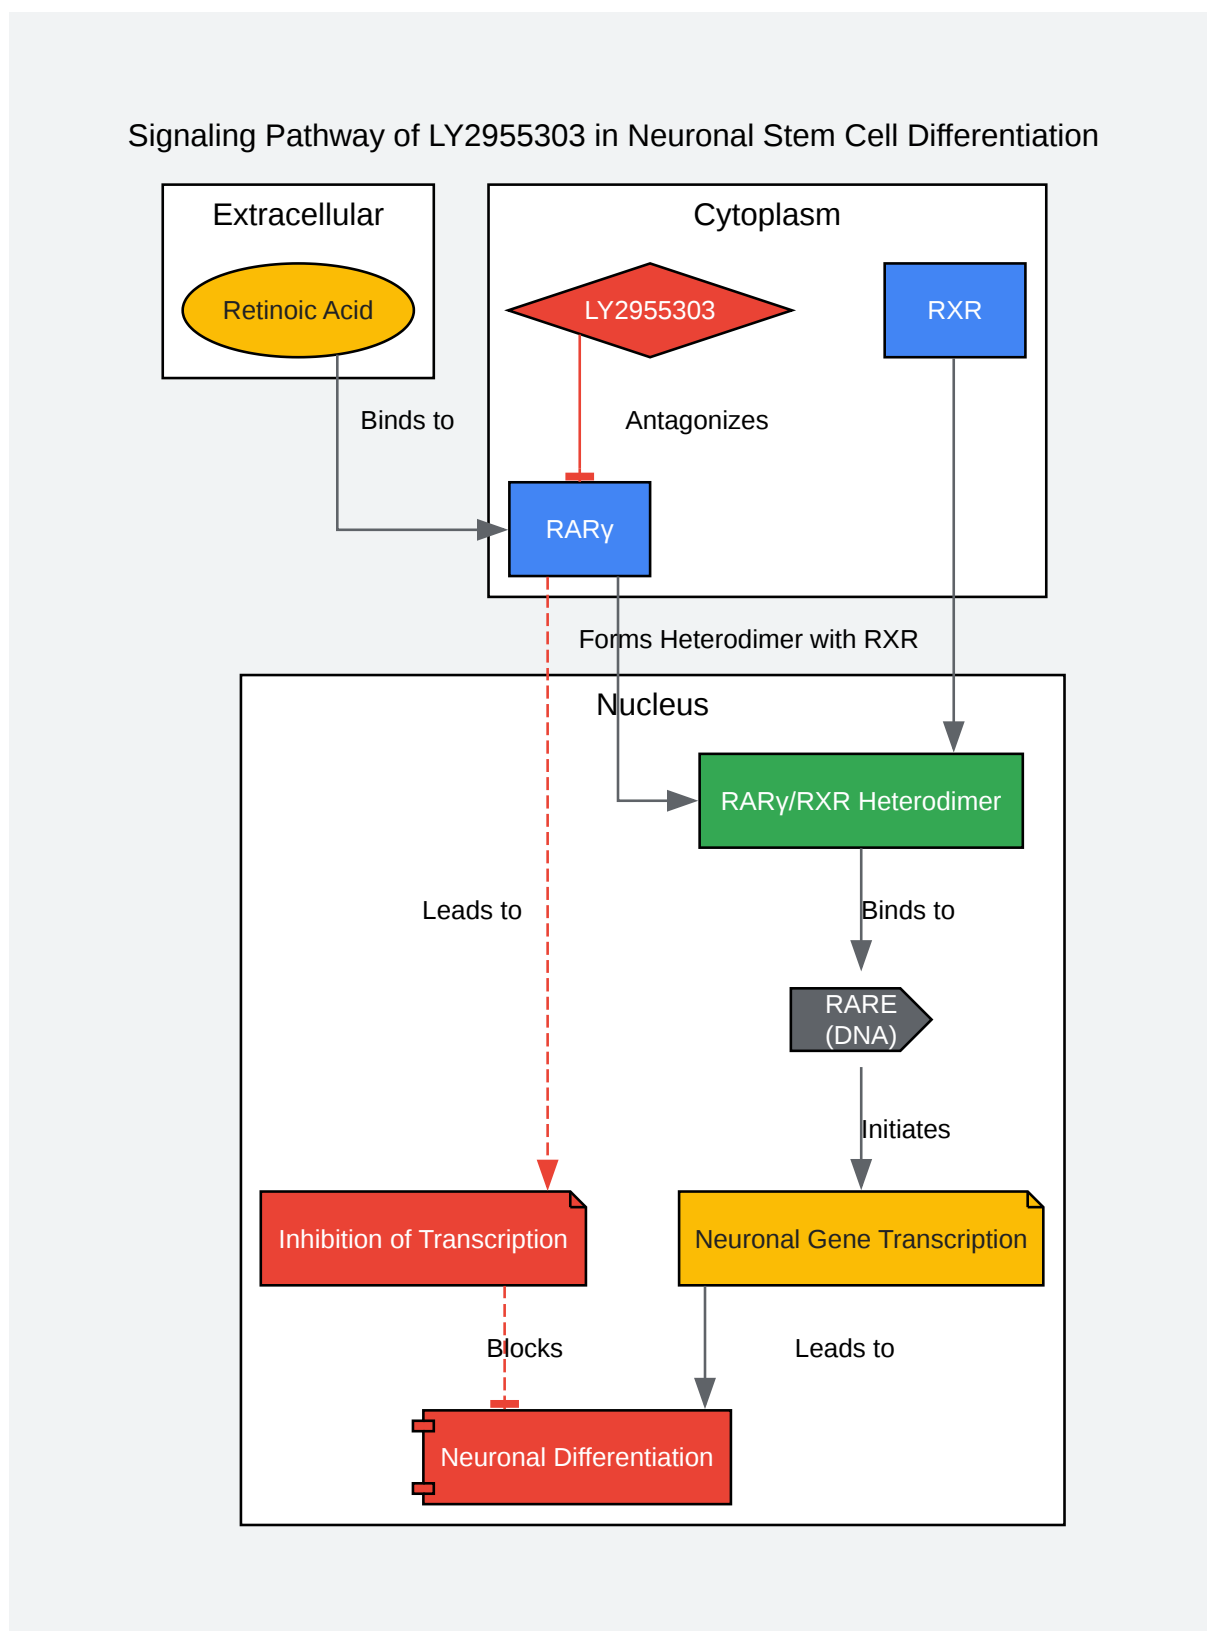 Signaling Pathway of LY2955303 in Neuronal Stem Cell Differentiation
Extracellular
Cytoplasm
Retinoic Acid
LY2955303
RXR
Binds to
Antagonizes
RARγ
Forms Heterodimer with RXR
Nucleus
RARγ/RXR Heterodimer
Leads to
Binds to
RARE
(DNA)
Initiates
Inhibition of Transcription
Neuronal Gene Transcription
Blocks
Leads to
Neuronal Differentiation